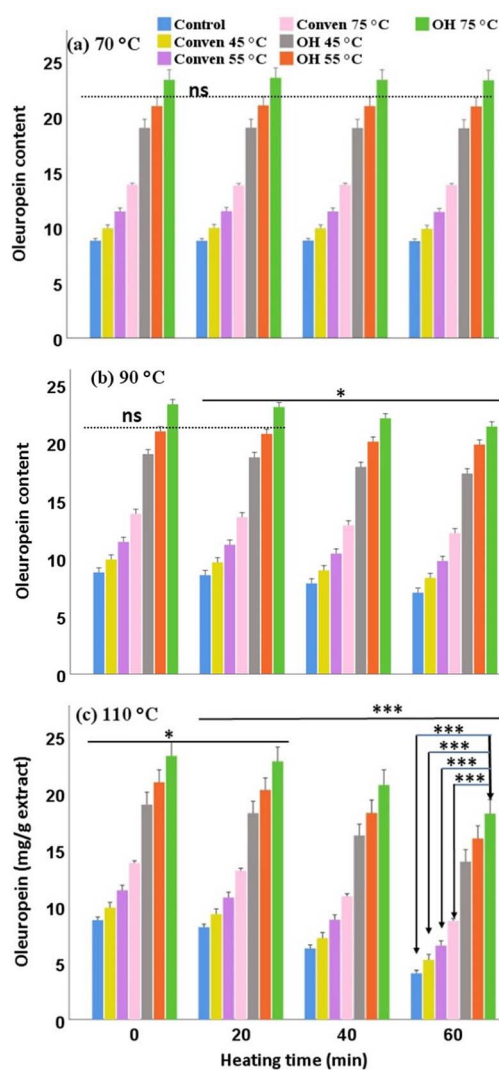 Control Conven 75 °C OH 75 °C
Conven 45 °C OH 45 °C
Conven 55 °C OH 55 °C
(a) 70 °C
Oleuropein content
25
20
15
10
5
0
ns
(b) 90 °C
Oleuropein content
25
20
15
10
5
0
ns
*
(c) 110 °C
Oleuropein (mg/g extract)
25
20
15
10
5
0
*
***
***
***
***
***
0 20 40 60
Heating time (min)